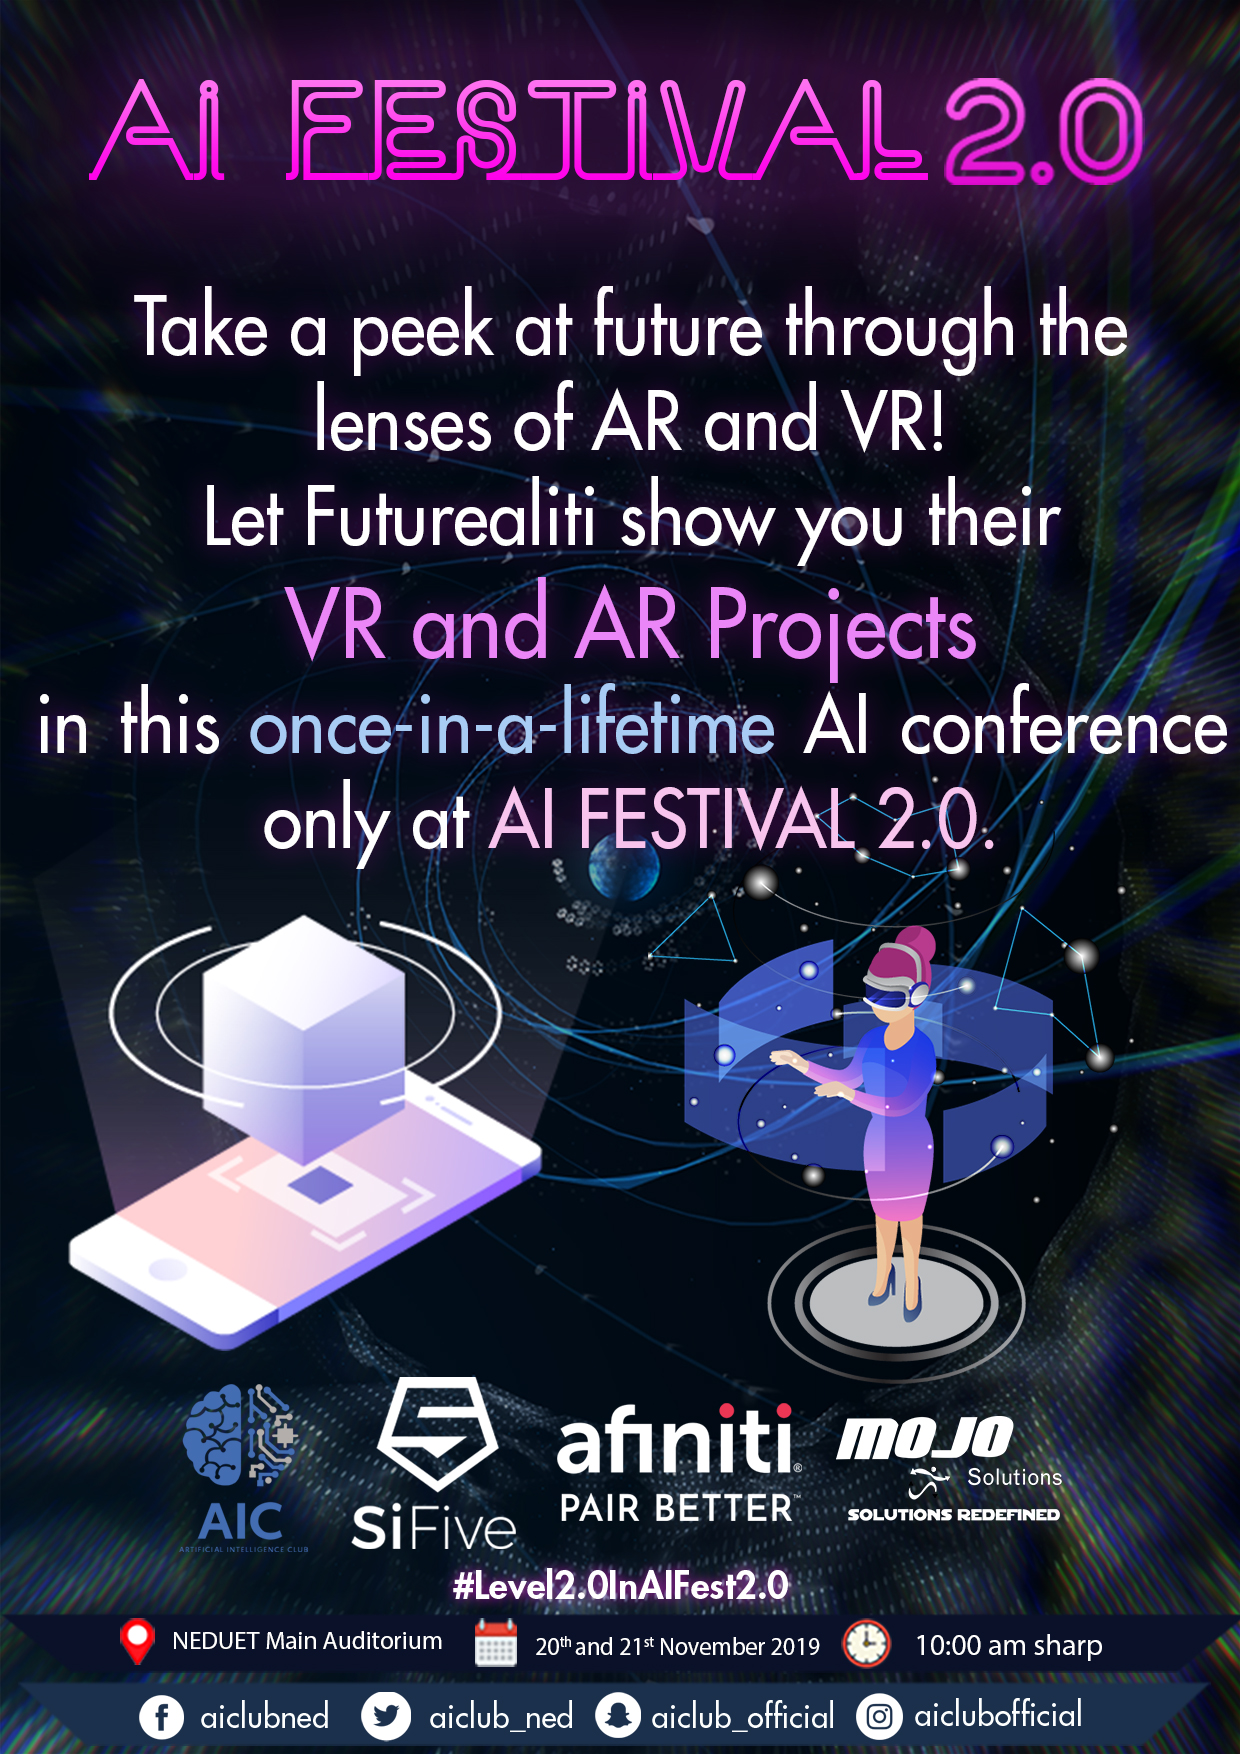 Ai FESTiVAL 2.0
Take a peek at future through the
lenses of AR and VR!
Let Futurealiti show you their
VR and AR Projects
in this once-in-a-lifetime AI conference
only at AI FESTIVAL 2.0.
AIC
ARTIFICIAL INTELLIGENCE CLUB
SiFive
afiniti®
PAIR BETTER™
MOJO
Solutions
SOLUTIONS REDEFINED
#Level2.0InAIFest2.0
NEDUET Main Auditorium 20th and 21st November 2019 10:00 am sharp
aiclubned aiclub_ned aiclub_official aiclubofficial